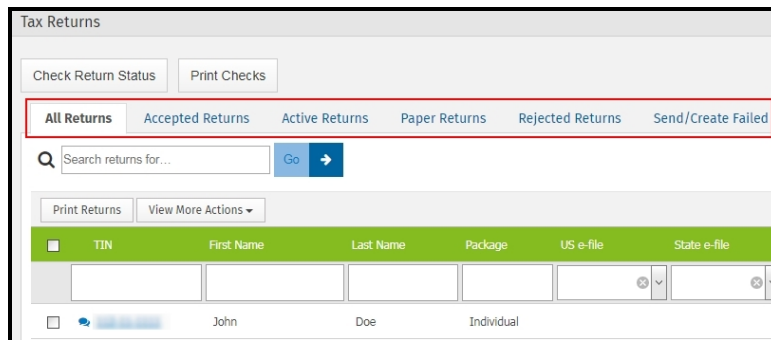 Tax Returns
Check Return Status Print Checks
All Returns Accepted Returns Active Returns Paper Returns Rejected Returns Send/Create Failed
Search returns for... Go
Print Returns View More Actions
TIN First Name Last Name Package US e-file State e-file
John Doe Individual